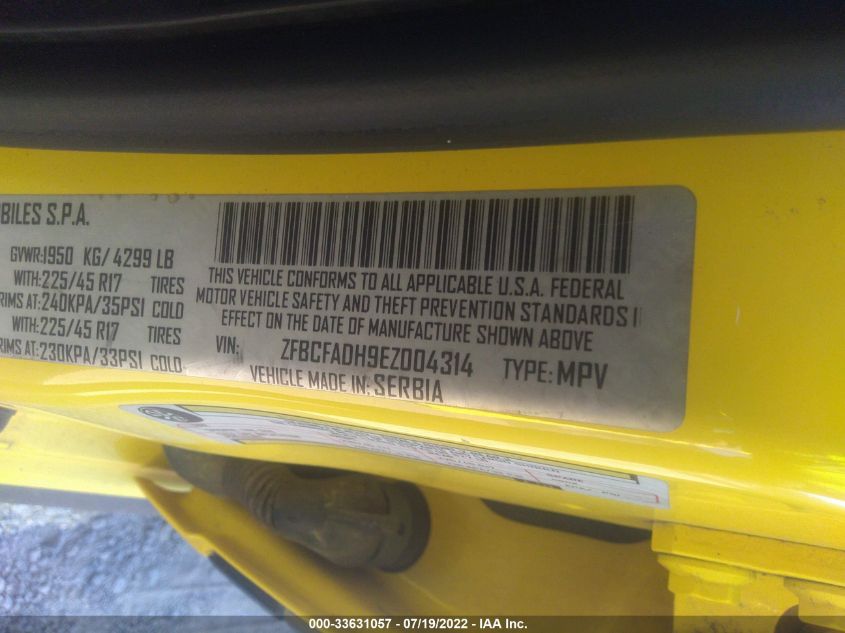 BILES S.P.A.
GVWR:1950 KG/ 4299 LB
WITH:225/45 R17 TIRES
RIMS AT:240KPA/35PSI COLD
WITH:225/45 R17 TIRES
RIMS AT:230KPA/33PSI COLD
THIS VEHICLE CONFORMS TO ALL APPLICABLE U.S.A. FEDERAL
MOTOR VEHICLE SAFETY AND THEFT PREVENTION STANDARDS I
EFFECT ON THE DATE OF MANUFACTURE SHOWN ABOVE
VIN: ZFBCFADH9EZ004314 TYPE: MPV
VEHICLE MADE IN: SERBIA
000-33631057 - 07/19/2022 - IAA Inc.